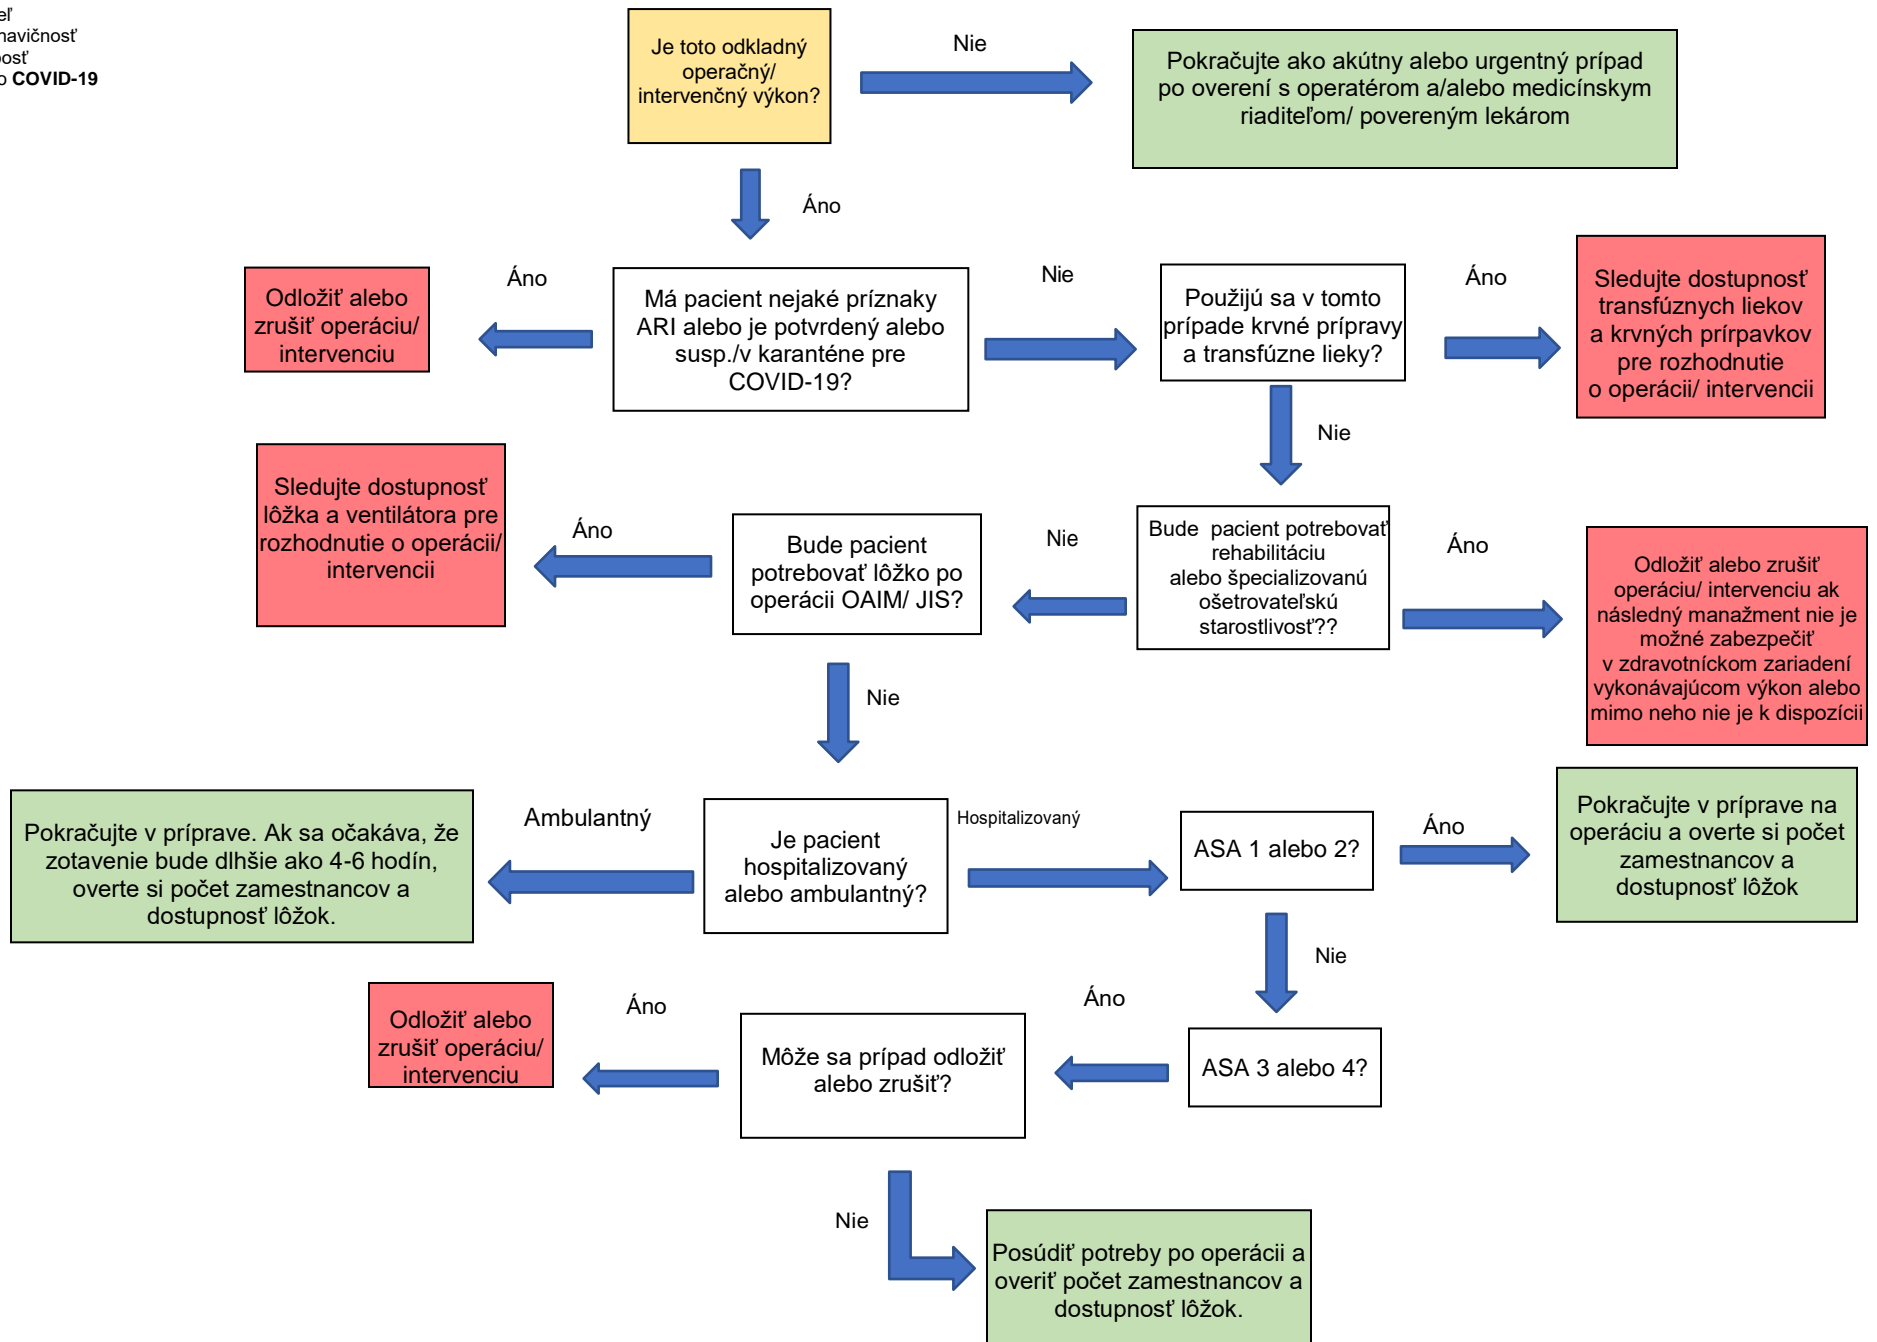 COVID-19
Je toto odkladný
operačný/
intervenčný výkon?
Nie
Pokračujte ako akútny alebo urgentný prípad
po overení s operatérom a/alebo medicínskym
riaditeľom/ povereným lekárom
Áno
Odložiť alebo
zrušiť operáciu/
intervenciu
Áno
Má pacient nejaké príznaky
ARI alebo je potvrdený alebo
susp./v karanténe pre
COVID-19?
Nie
Použijú sa v tomto
prípade krvné prípravy
a transfúzne lieky?
Áno
Sledujte dostupnosť
transfúznych liekov
a krvných prírpavkov
pre rozhodnutie
o operácii/ intervencii
Nie
Sledujte dostupnosť
lôžka a ventilátora pre
rozhodnutie o operácii/
intervencii
Áno
Bude pacient
potrebovať lôžko po
operácii OAIM/ JIS?
Nie
Bude  pacient potrebovať
rehabilitáciu
alebo špecializovanú
ošetrovateľskú
starostlivosť??
Áno
Odložiť alebo zrušiť
operáciu/ intervenciu ak
následný manažment nie je
možné zabezpečiť
v zdravotníckom zariadení
vykonávajúcom výkon alebo
mimo neho nie je k dispozícii
Nie
Pokračujte v príprave. Ak sa očakáva, že
zotavenie bude dlhšie ako 4-6 hodín,
overte si počet zamestnancov a
dostupnosť lôžok.
Ambulantný
Je pacient
hospitalizovaný
alebo ambulantný?
Hospitalizovaný
ASA 1 alebo 2?
Áno
Pokračujte v príprave na
operáciu a overte si počet
zamestnancov a
dostupnosť lôžok
Nie
Odložiť alebo
zrušiť operáciu/
intervenciu
Áno
Môže sa prípad odložiť
alebo zrušiť?
Áno
ASA 3 alebo 4?
Nie
Posúdiť potreby po operácii a
overiť počet zamestnancov a
dostupnosť lôžok.